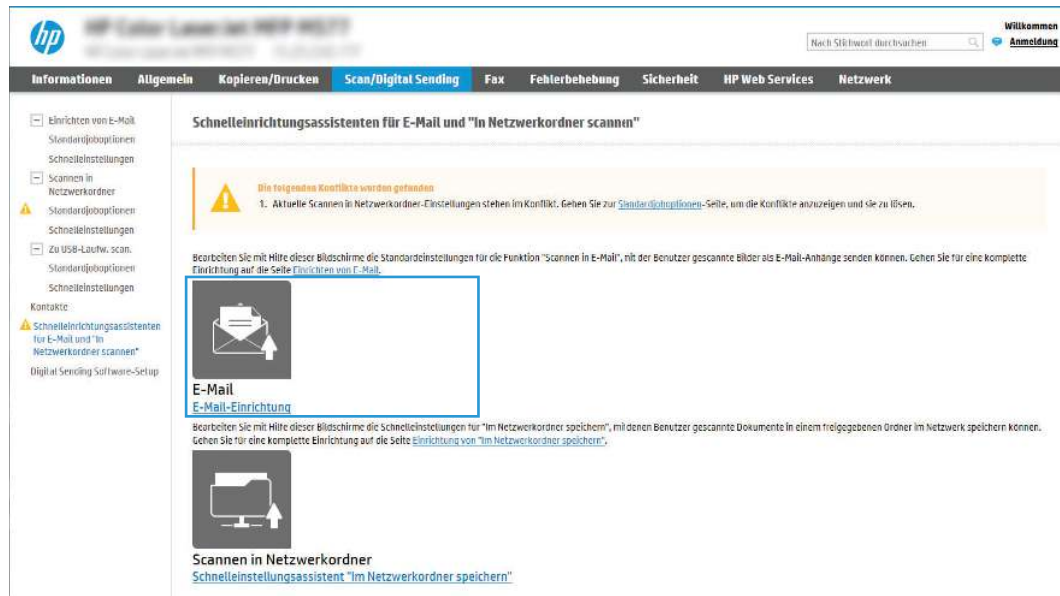 hp
Willkommen
Nach Stichwort durchsuchen
Anmeldung
Informationen Allgemein Kopieren/Drucken Scan/Digital Sending Fax Fehlerbehebung Sicherheit HP Web Services Netzwerk
Einrichten von E-Mail
Standardjoboptionen
Schnelleinstellungen
Scannen in
Netzwerkordner
Standardjoboptionen
Schnelleinstellungen
Zu USB-Laufw. scan.
Standardjoboptionen
Schnelleinstellungen
Kontakte
Schnelleinrichtungsassistenten
für E-Mail und "In
Netzwerkordner scannen"
Digital Sending Software-Setup
Schnelleinrichtungsassistenten für E-Mail und "In Netzwerkordner scannen"
Die folgenden Konflikte wurden gefunden
1. Aktuelle Scannen in Netzwerkordner-Einstellungen stehen im Konflikt. Gehen Sie zur Standardjoboptionen-Seite, um die Konflikte anzuzeigen und sie zu lösen.
Bearbeiten Sie mit Hilfe dieser Bildschirme die Standardeinstellungen für die Funktion "Scannen in E-Mail", mit der Benutzer gescannte Bilder als E-Mail-Anhänge senden können. Gehen Sie für eine komplette
Einrichtung auf die Seite Einrichten von E-Mail.
E-Mail
E-Mail-Einrichtung
Bearbeiten Sie mit Hilfe dieser Bildschirme die Schnelleinstellungen für "Im Netzwerkordner speichern", mit denen Benutzer gescannte Dokumente in einem freigegebenen Ordner im Netzwerk speichern können.
Gehen Sie für eine komplette Einrichtung auf die Seite Einrichtung von "Im Netzwerkordner speichern".
Scannen in Netzwerkordner
Schnelleinstellungsassistent "Im Netzwerkordner speichern"